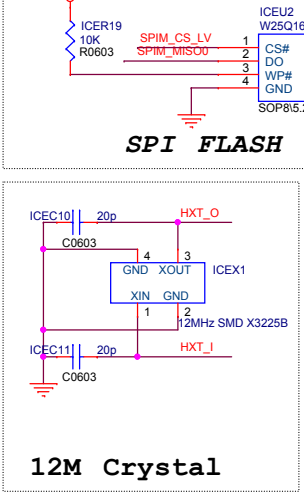 ICEU2
W25Q16
ICER19
10K
R0603
SPIM_CS_LV
SPIM_MISO0
1
2
3
4
CS#
DO
WP#
GND
SOP8\5.2
SPI FLASH
ICEC10
20p
C0603
HXT_O
4
3
GND
XOUT
ICEX1
XIN
GND
1
2
12MHz SMD X3225B
ICEC11
20p
C0603
HXT_I
12M Crystal